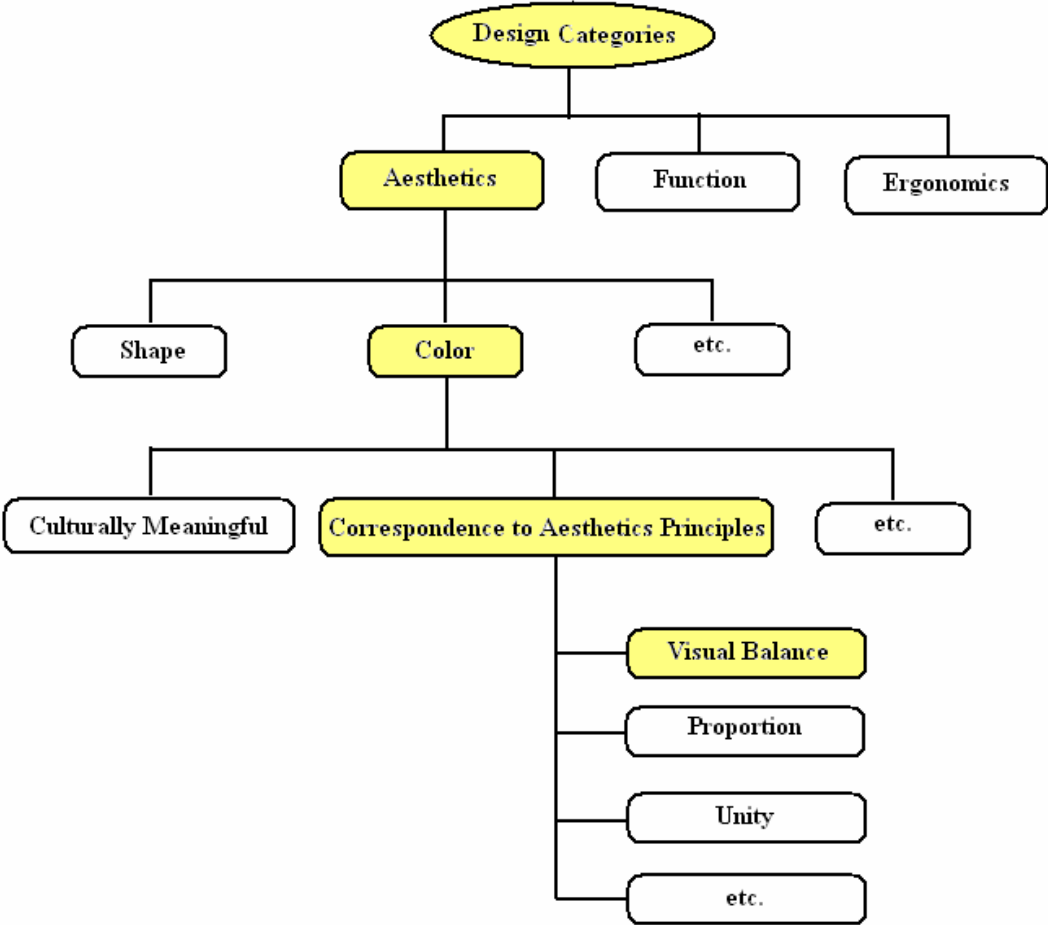 Design Categories
Aesthetics
Function
Ergonomics
Shape
Color
etc.
Culturally Meaningful
Correspondence to Aesthetics Principles
etc.
Visual Balance
Proportion
Unity
etc.